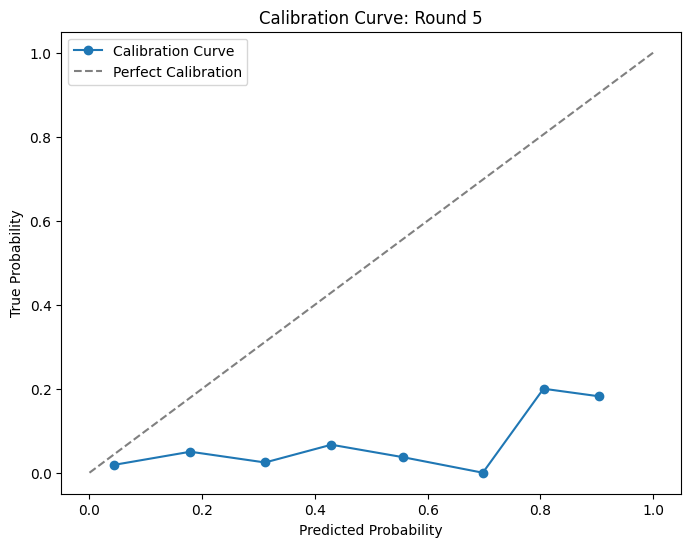 Calibration Curve: Round 5
Calibration Curve
Perfect Calibration
True Probability
1.0
0.8
0.6
0.4
0.2
0.0
0.0 0.2 0.4 0.6 0.8 1.0
Predicted Probability